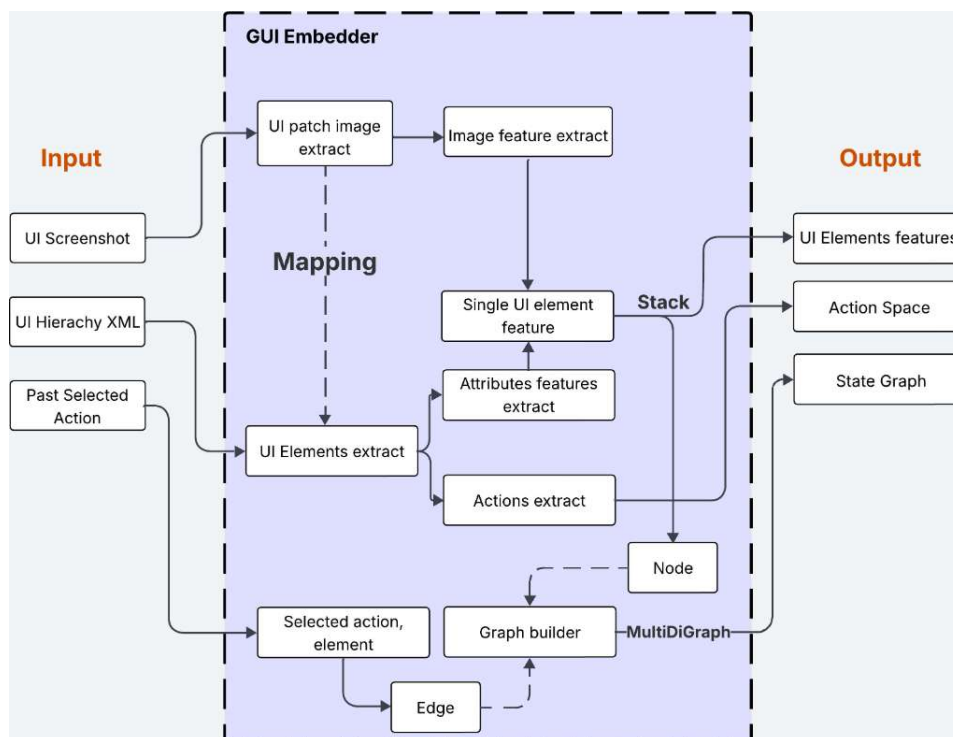 GUI Embedder
Input
Output
UI patch image
extract
Image feature extract
UI Screenshot
UI Elements features
Mapping
UI Hierachy XML
Single UI element
feature
Stack
Action Space
Past Selected
Action
Attributes features
extract
State Graph
UI Elements extract
Actions extract
Node
Selected action,
element
Graph builder
MultiDiGraph
Edge